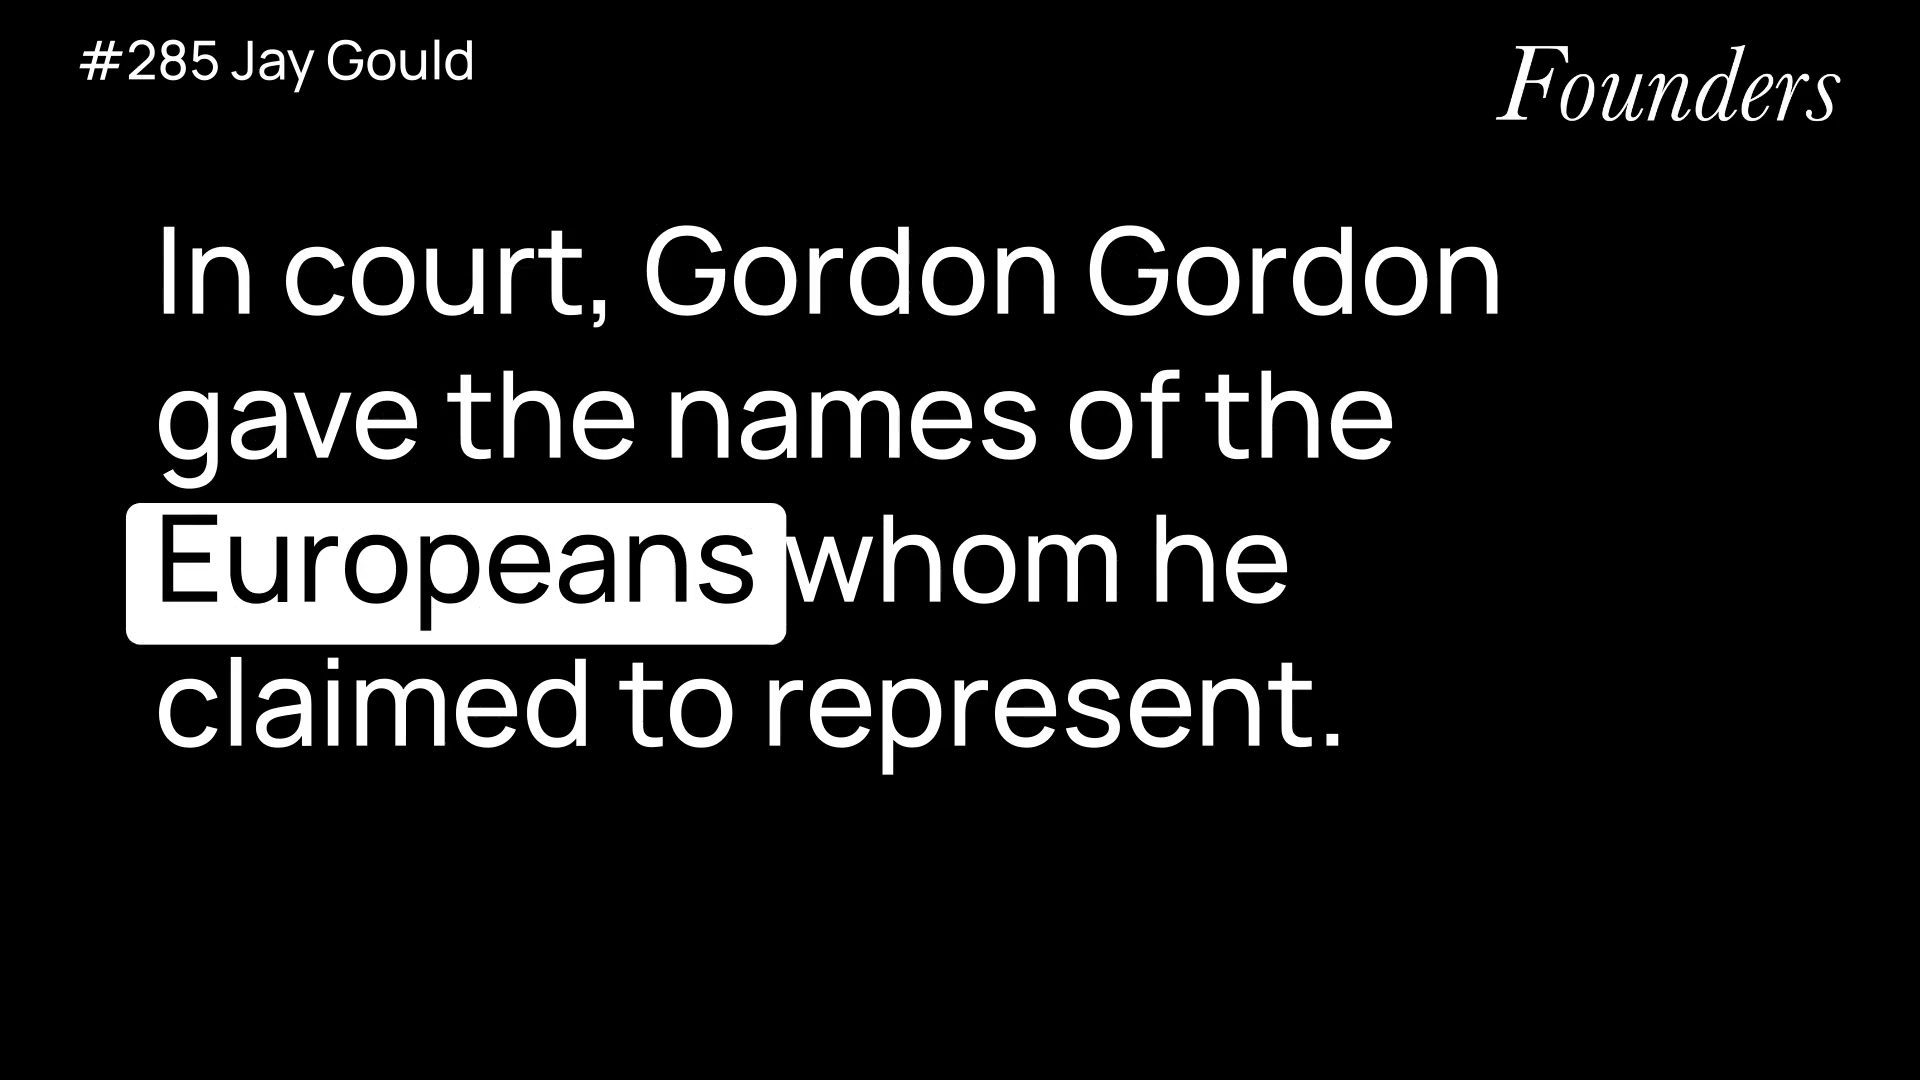 #285 Jay Gould
Founders
In court, Gordon Gordon
gave the names of the
Europeans whom he
claimed to represent.